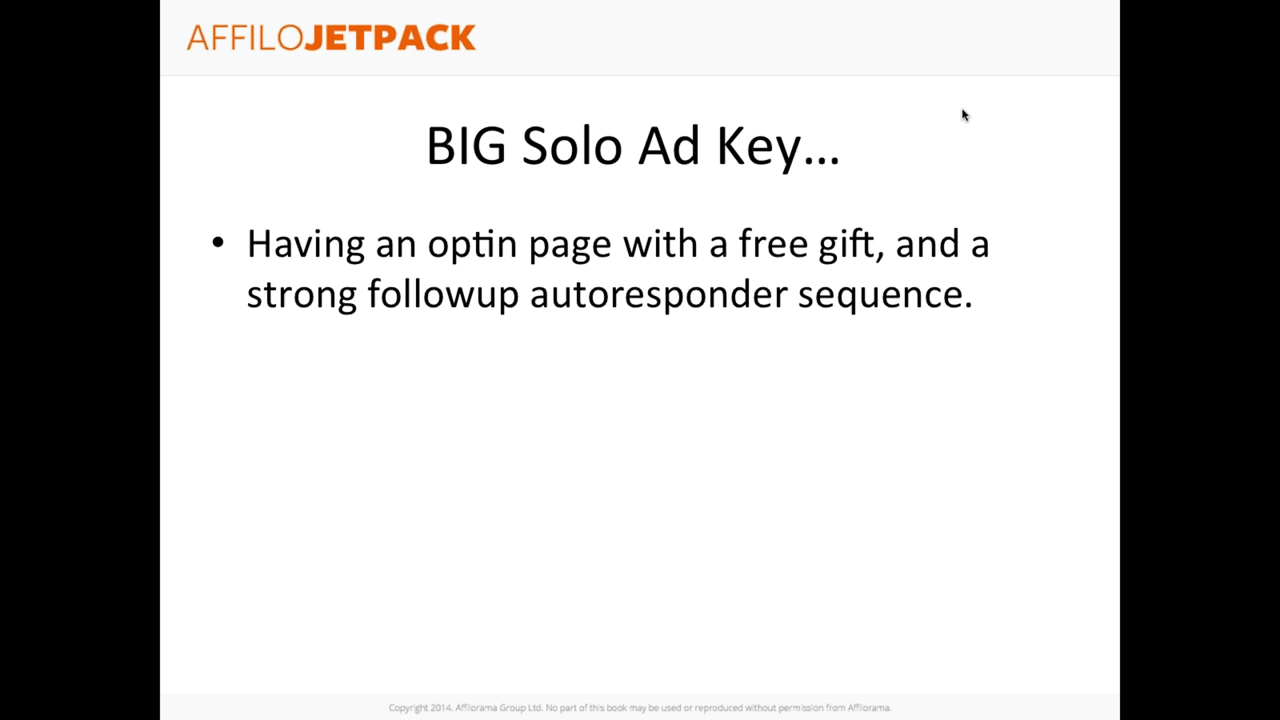 AFFILOJETPACK
BIG Solo Ad Key...
• Having an optin page with a free gift, and a
strong followup autoresponder sequence.
Copyright 2014. Affilorama Group Ltd. No part of this book may be used or reproduced without permission from Affilorama.